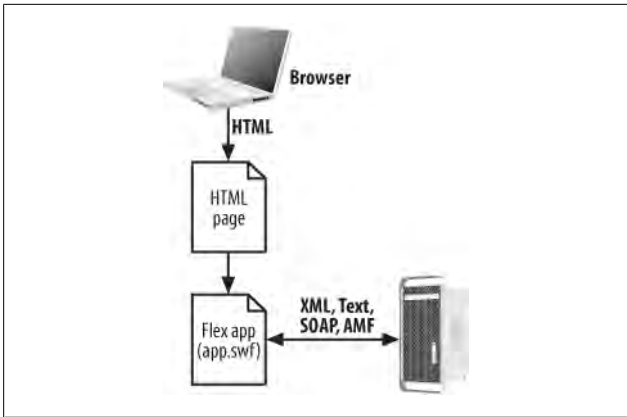 Browser
HTML
HTML
page
Flex app
(app.swf)
XML, Text,
SOAP, AMF